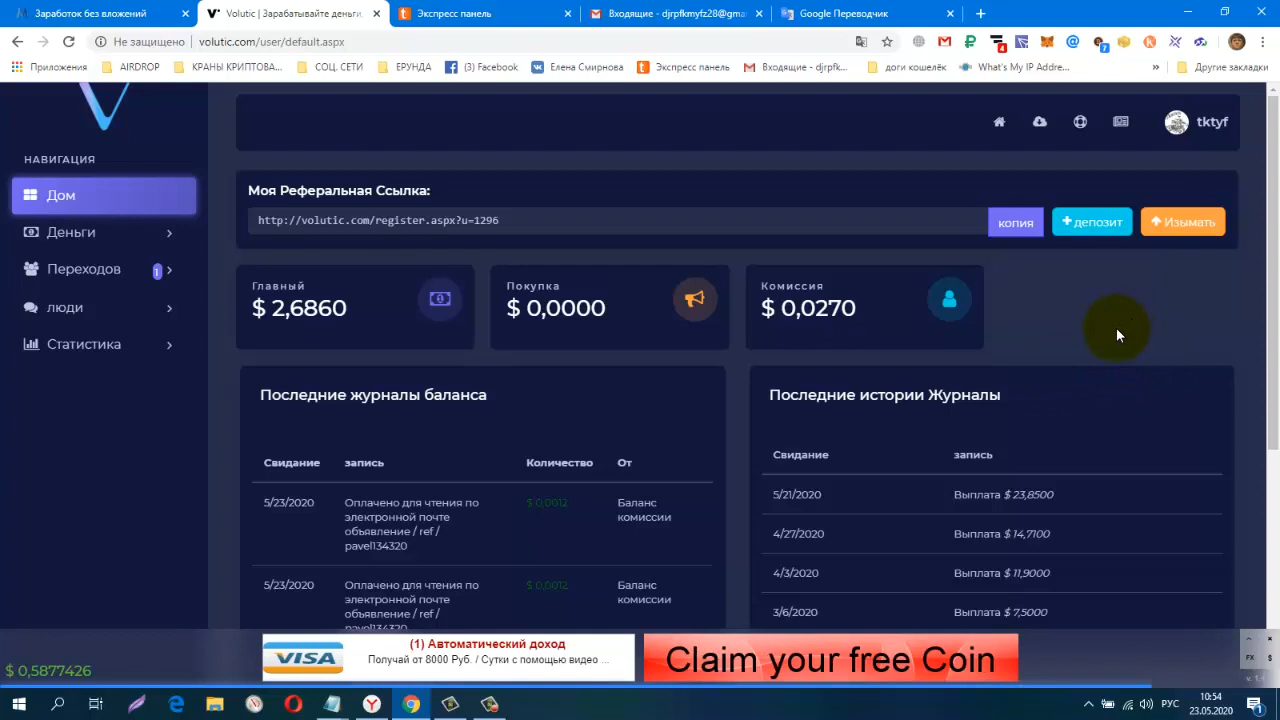 Заработок без вложений
Volutic | Зарабатывайте деньги,
Экспресс панель
Входящие - djrpfkmyfz28@gma
Google Переводчик
Не защищено | volutic.com/user/default.aspx
Приложения
AIRDROP
КРАНЫ КРИПТОВА...
СОЦ. СЕТИ
ЕРУНДА
(3) Facebook
Елена Смирнова
Экспресс панель
Входящие - djrpfk...
доги кошелёк
What's My IP Addre...
»
Другие закладки
tktyf
НАВИГАЦИЯ
Дом
Деньги
Переходов
1
люди
Статистика
Моя Реферальная Ссылка:
http://volutic.com/register.aspx?u=1296
копия
+ депозит
Изымать
Главный
$ 2,6860
Покупка
$ 0,0000
Комиссия
$ 0,0270
Последние журналы баланса
Свидание запись Количество От
5/23/2020 Оплачено для чтения по $ 0,0012 Баланс
электронной почте комиссии
объявление / ref /
pavel134320
5/23/2020 Оплачено для чтения по $ 0,0012 Баланс
электронной почте комиссии
объявление / ref /
pavel134320
Последние истории Журналы
Свидание запись
5/21/2020 Выплата $ 23,8500
4/27/2020 Выплата $ 14,7100
4/3/2020 Выплата $ 11,9000
3/6/2020 Выплата $ 7,5000
$ 0,5877426
VISA
(1) Автоматический доход
Получай от 8000 Руб. / Сутки с помощью видео ...
Claim your free Coin
FX $
v. 1.
РУС
10:54
23.05.2020